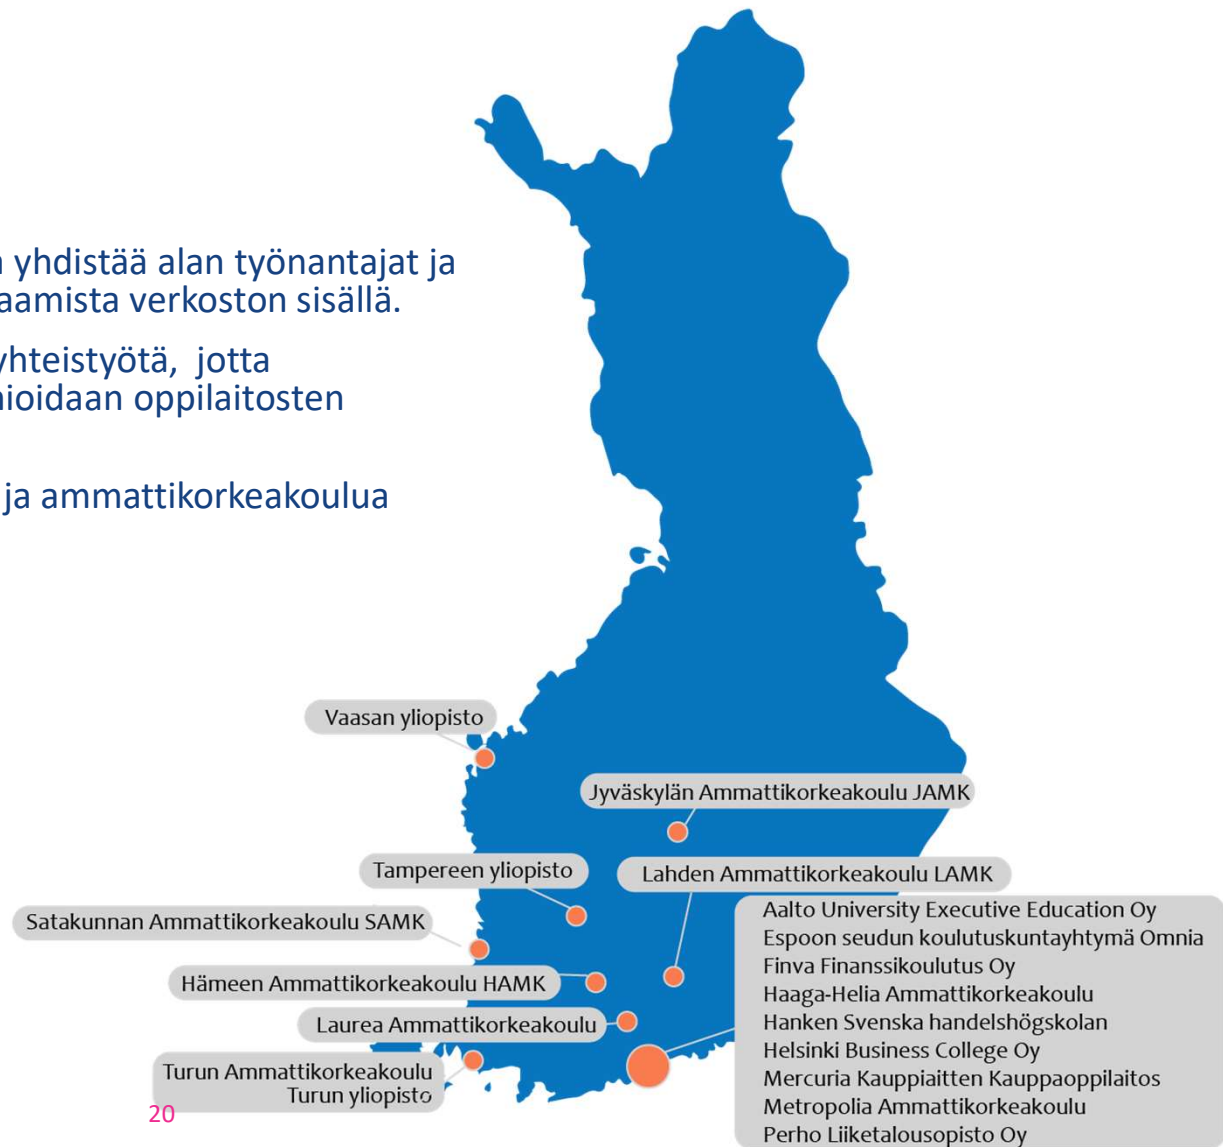 yhdistää alan työnantajat ja
verkoston sisällä.
yhteistyötä, jotta
oppilaitosten
ja ammattikorkeakoulua
Vaasan yliopisto
Jyväskylän Ammattikorkeakoulu JAMK
Tampereen yliopisto
Lahden Ammattikorkeakoulu LAMK
Satakunnan Ammattikorkeakoulu SAMK
Hämeen Ammattikorkeakoulu HAMK
Laurea Ammattikorkeakoulu
Turun Ammattikorkeakoulu
Turun yliopisto
Aalto University Executive Education Oy
Espoon seudun koulutuskuntayhtymä Omnia
Finva Finanssikoulutus Oy
Haaga-Helia Ammattikorkeakoulu
Hanken Svenska handelshögskolan
Helsinki Business College Oy
Mercuria Kauppiaitten Kauppaoppilaitos
Metropolia Ammattikorkeakoulu
Perho Liiketalousopisto Oy
20